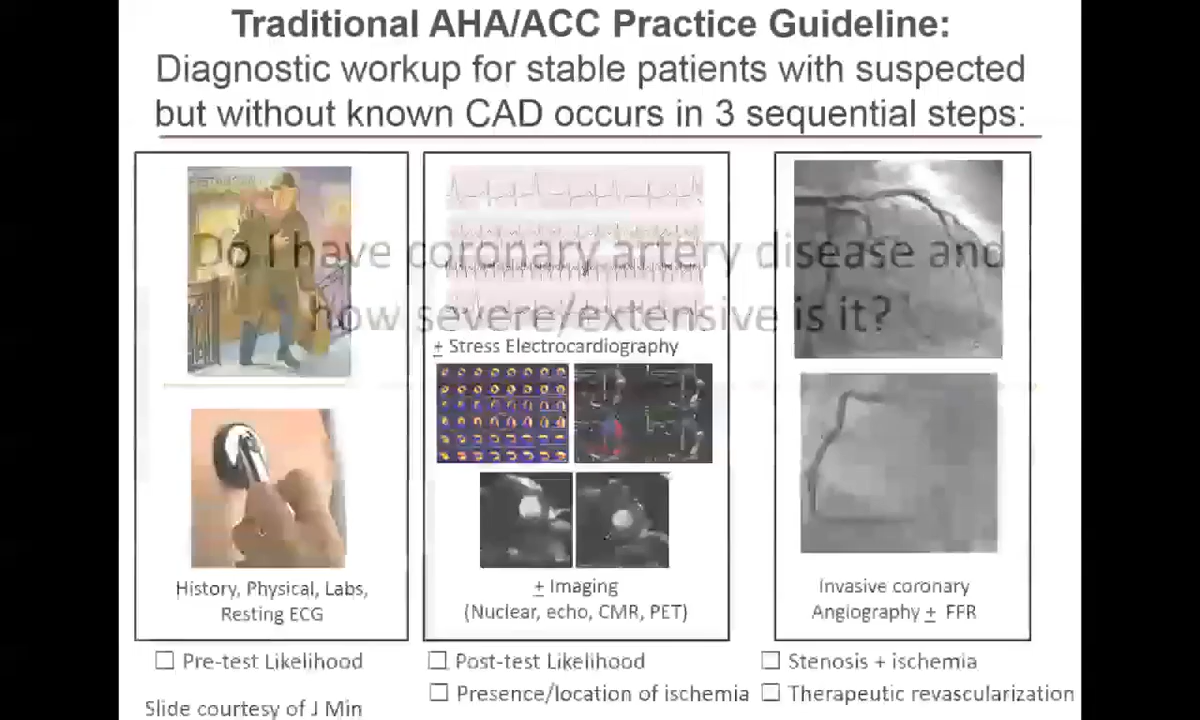 Traditional AHA/ACC Practice Guideline:
Diagnostic workup for stable patients with suspected
but without known CAD occurs in 3 sequential steps:
Do I have coronary artery disease and
how severe/extensive is it?
± Stress Electrocardiography
History, Physical, Labs,
Resting ECG
± Imaging
(Nuclear, echo, CMR, PET)
Invasive coronary
Angiography ± FFR
☐ Pre-test Likelihood
☐ Post-test Likelihood
☐ Presence/location of ischemia
☐ Stenosis + ischemia
☐ Therapeutic revascularization
Slide courtesy of J Min